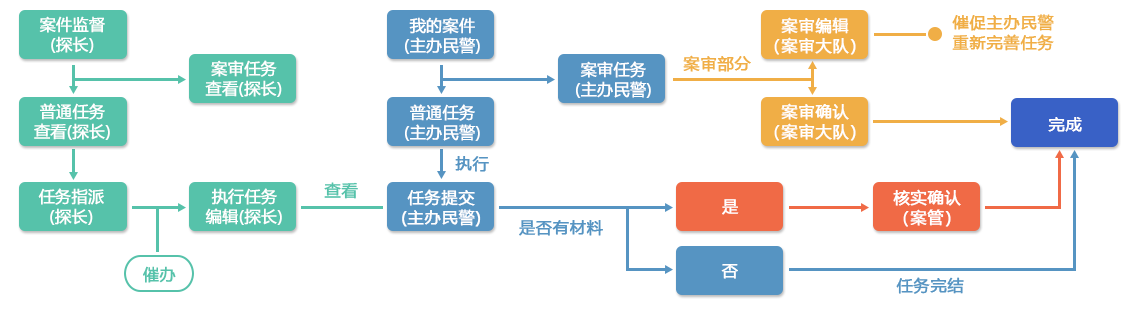 案件监督
(探长)
案审任务
查看(探长)
普通任务
查看(探长)
任务指派
(探长)
执行任务
编辑(探长)
催办
查看
我的案件
(主办民警)
案审任务
(主办民警)
普通任务
(主办民警)
执行
任务提交
(主办民警)
案审部分
案审编辑
（案审大队）
催促主办民警
重新完善任务
案审确认
（案审大队）
完成
是否有材料
是
核实确认
（案管）
否
任务完结